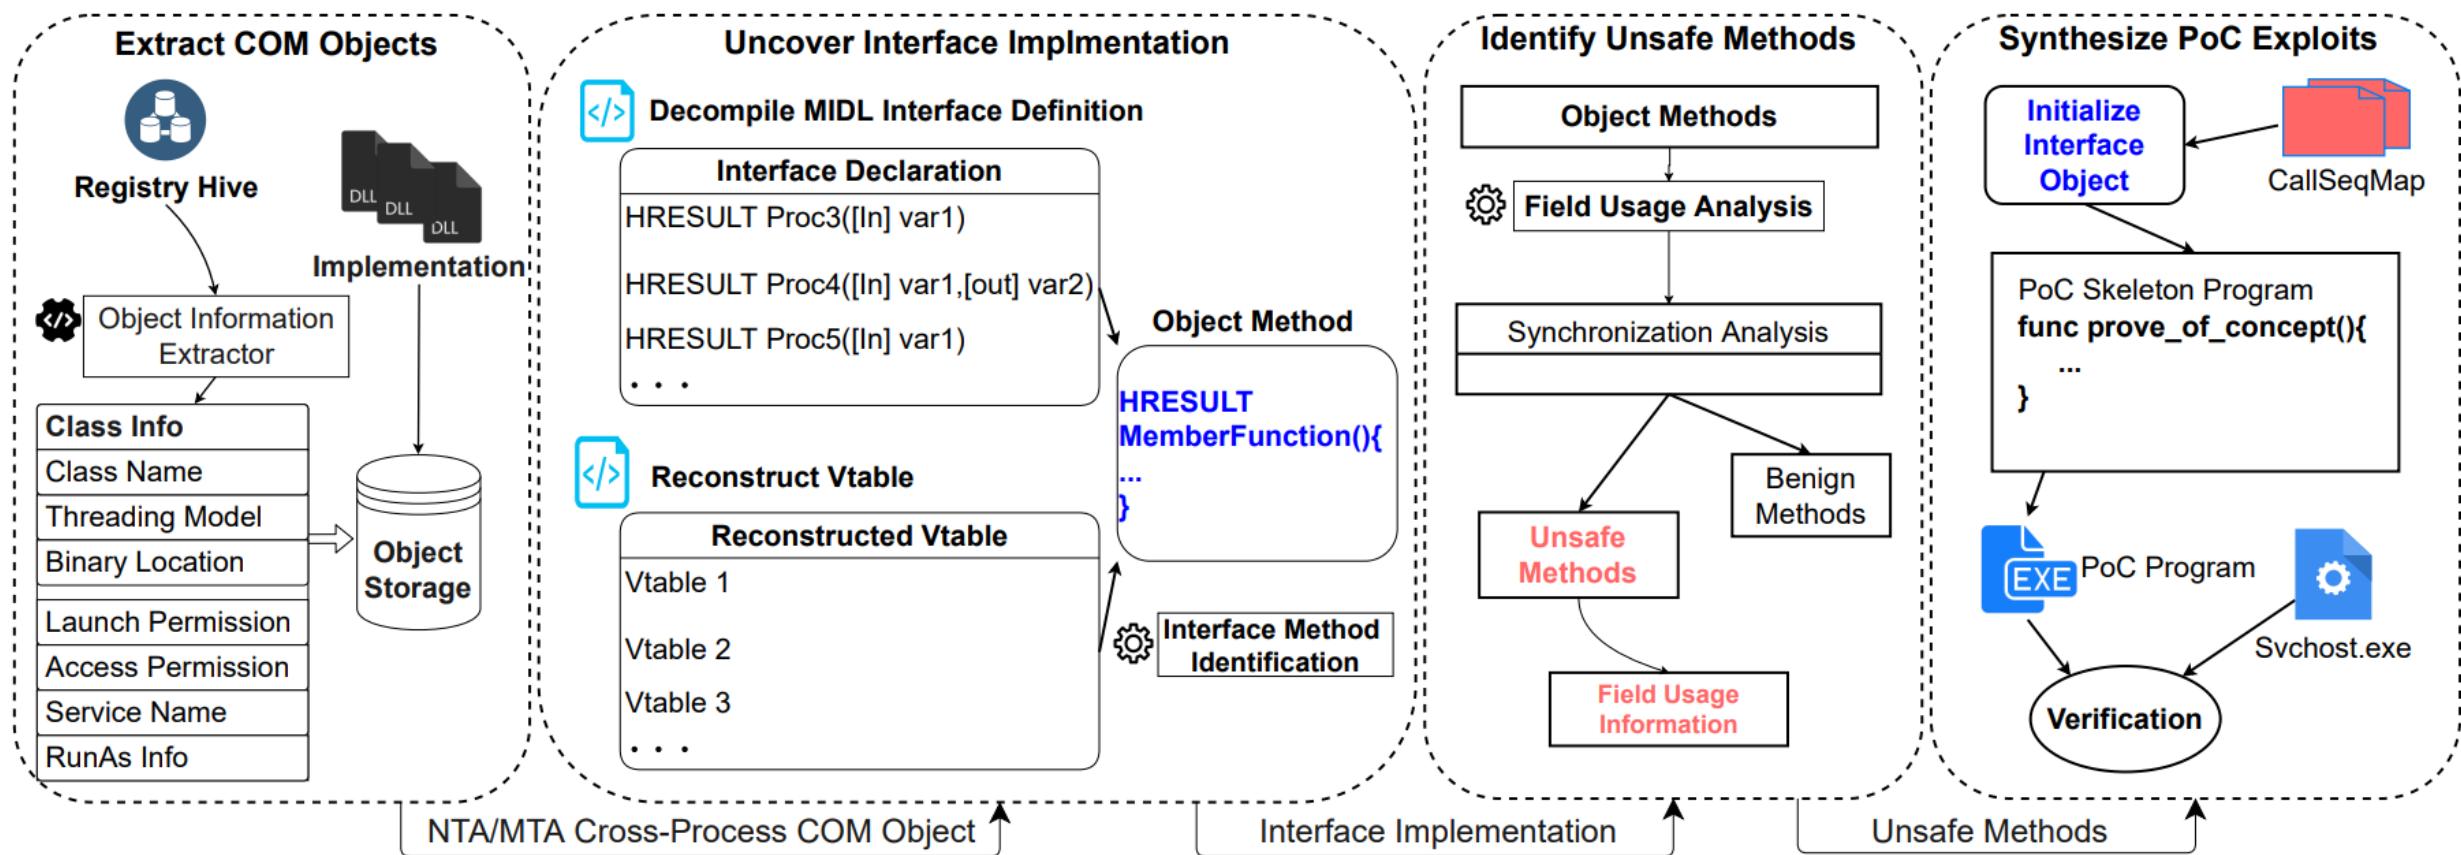 Extract COM Objects
Registry Hive
DLL
DLL
DLL
Implementation
Object Information
Extractor
Class Info
Class Name
Threading Model
Binary Location
Launch Permission
Access Permission
Service Name
RunAs Info
Object
Storage
Uncover Interface Implmentation
</>
Decompile MIDL Interface Definition
Interface Declaration
HRESULT Proc3([In] var1)
HRESULT Proc4([In] var1,[out] var2)
HRESULT Proc5([In] var1)
. . .
</>
Reconstruct Vtable
Reconstructed Vtable
Vtable 1
Vtable 2
Vtable 3
. . .
Object Method
HRESULT
MemberFunction(){
...
}
Interface Method
Identification
Identify Unsafe Methods
Object Methods
Field Usage Analysis
Synchronization Analysis
Benign
Methods
Unsafe
Methods
Field Usage
Information
Synthesize PoC Exploits
Initialize
Interface
Object
CallSeqMap
PoC Skeleton Program
func prove_of_concept(){
...
}
EXE
PoC Program
Svchost.exe
Verification
NTA/MTA Cross-Process COM Object
Interface Implementation
Unsafe Methods